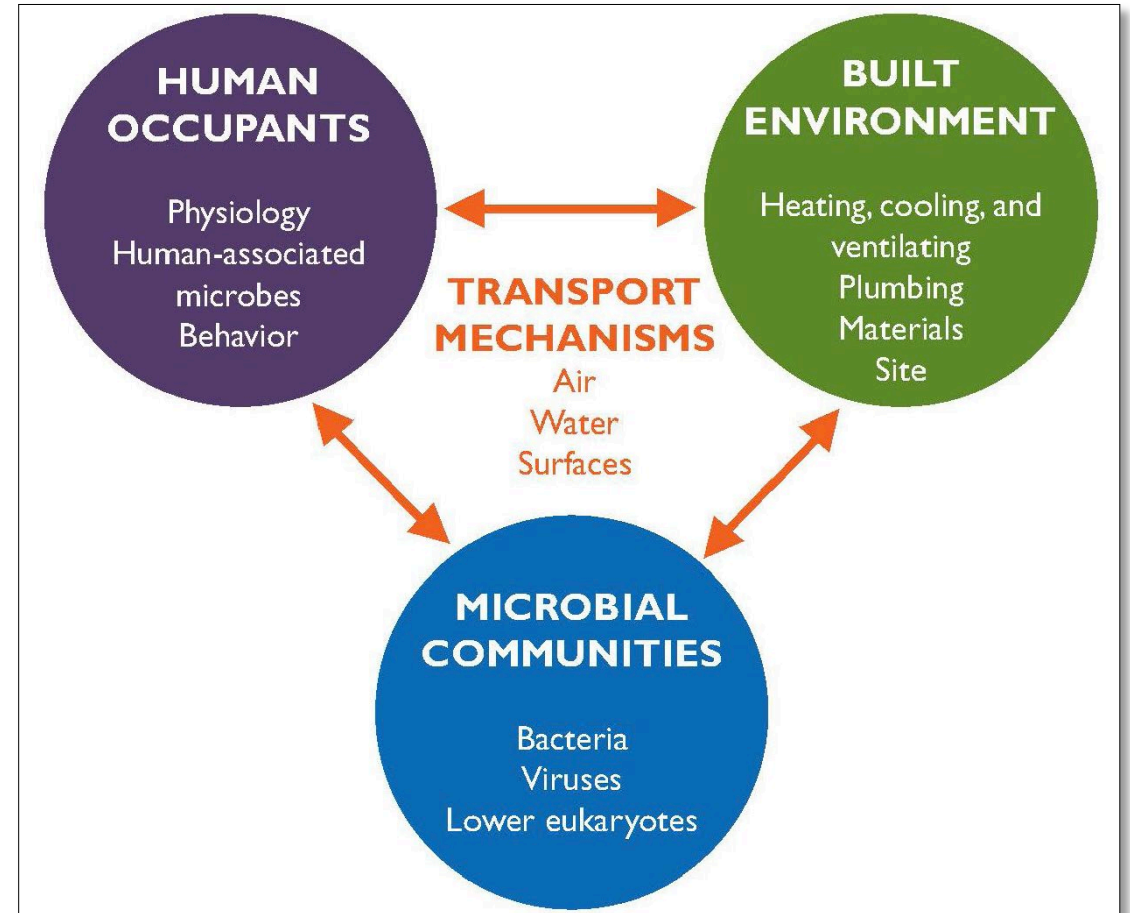 HUMAN
OCCUPANTS
Physiology
Human-associated
microbes
Behavior
BUILT
ENVIRONMENT
Heating, cooling, and
ventilating
Plumbing
Materials
Site
TRANSPORT
MECHANISMS
Air
Water
Surfaces
MICROBIAL
COMMUNITIES
Bacteria
Viruses
Lower eukaryotes